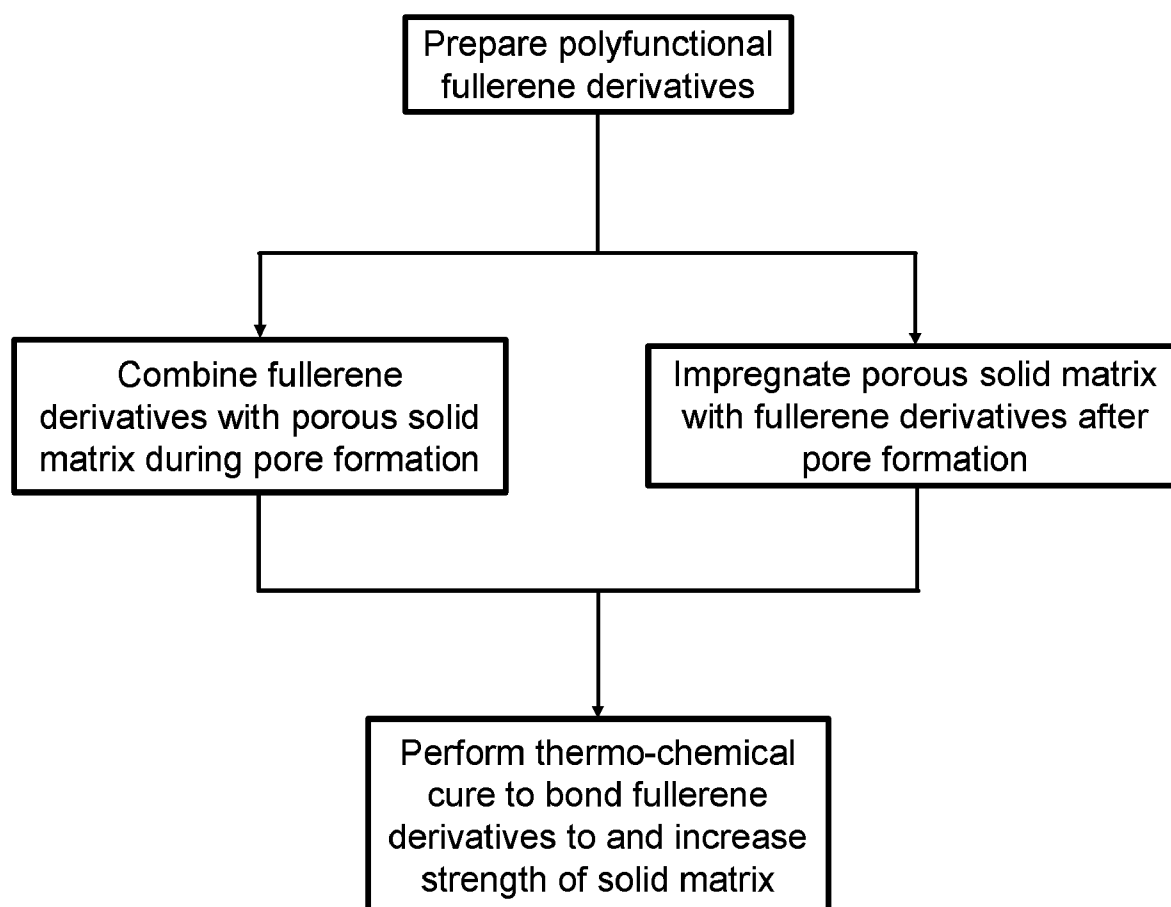 Prepare polyfunctional
fullerene derivatives
Combine fullerene
derivatives with porous solid
matrix during pore formation
Impregnate porous solid matrix
with fullerene derivatives after
pore formation
Perform thermo-chemical
cure to bond fullerene
derivatives to and increase
strength of solid matrix